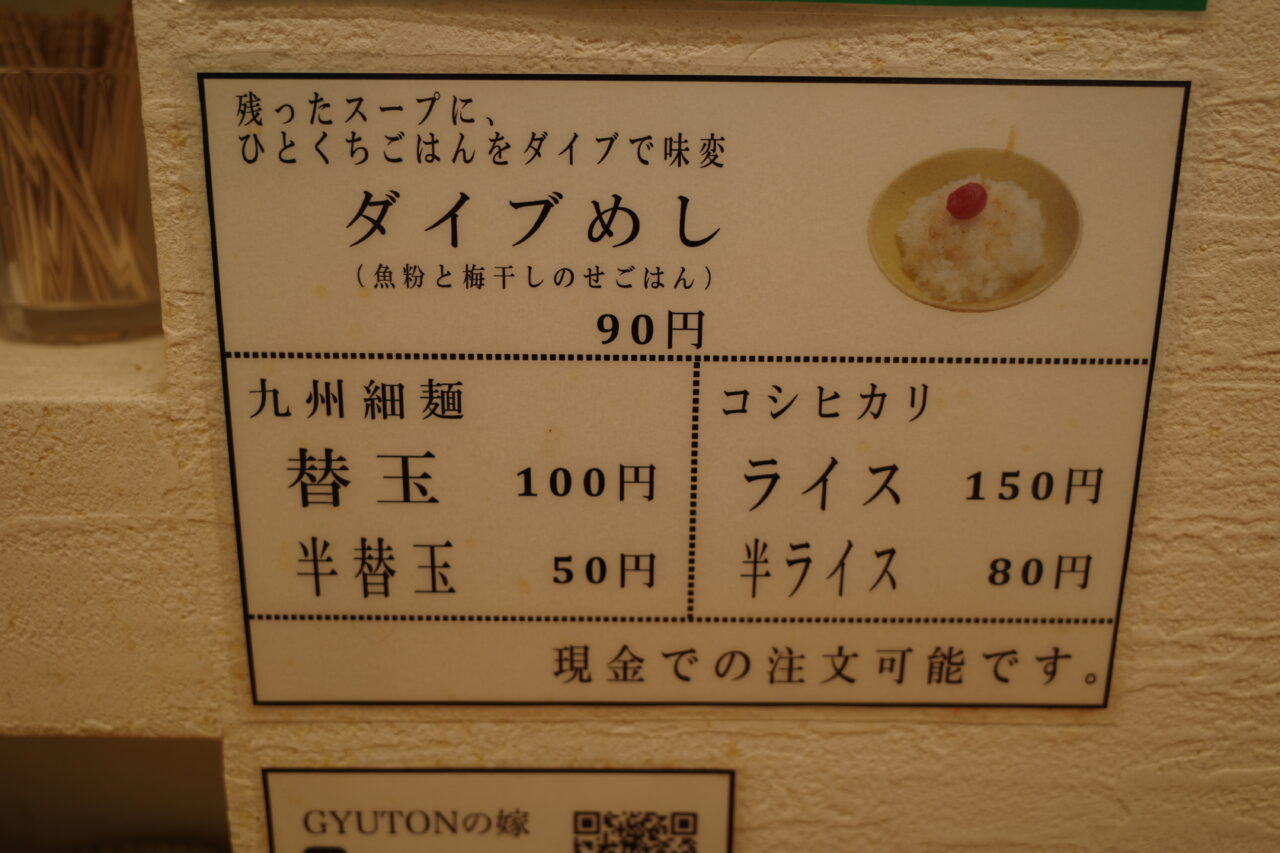 残ったスープに、
ひとくちごはんをダイブで味変
ダイブめし
（魚粉と梅干しのせごはん）
90円
九州細麺
替玉 100円
半替玉 50円
コシヒカリ
ライス 150円
半ライス 80円
現金での注文可能です。
GYUTONの嫁